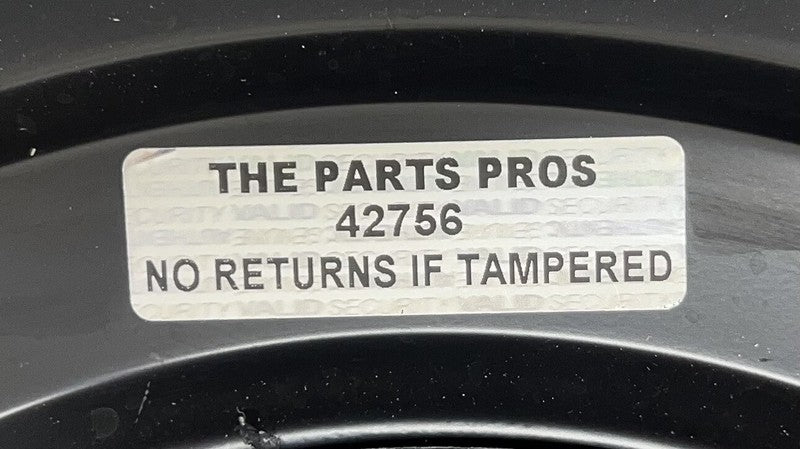 THE PARTS PROS
42756
NO RETURNS IF TAMPERED